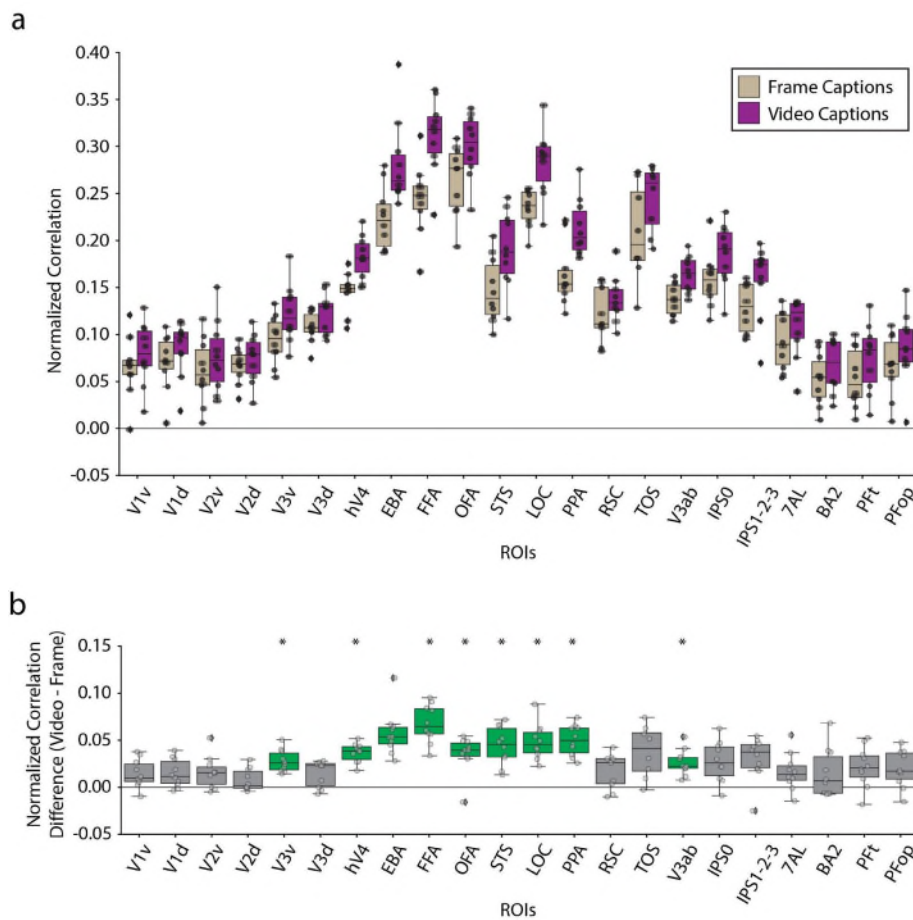 a
0.40
0.35
0.30
0.25
0.20
0.15
0.10
0.05
0.00
-0.05
Normalized Correlation
Frame Captions
Video Captions
V1v
V1d
V2v
V2d
V3v
V3d
hV4
EBA
FFA
OFA
STS
LOC
PPA
RSC
TOS
V3ab
IPS0
IPS1-2-3
7AL
BA2
PFt
PFop
ROIs
b
0.15
0.10
0.05
0.00
-0.05
Normalized Correlation
Difference (Video - Frame)
* * * * * * * *
V1v
V1d
V2v
V2d
V3v
V3d
hV4
EBA
FFA
OFA
STS
LOC
PPA
RSC
TOS
V3ab
IPS0
IPS1-2-3
7AL
BA2
PFt
PFop
ROIs